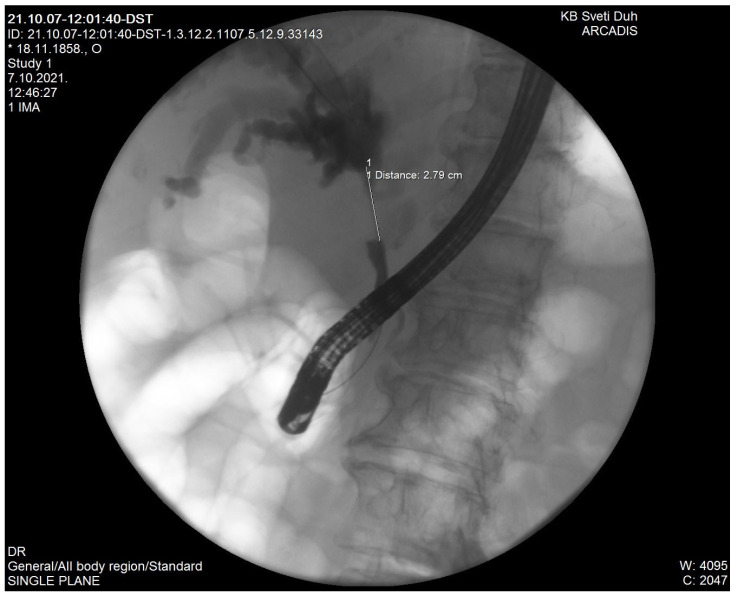 21.10.07-12:01:40-DST
ID: 21.10.07-12:01:40-DST-1.3.12.2.1107.5.12.9.33143
* 18.11.1858., O
Study 1
7.10.2021.
12:46:27
1 IMA
KB Sveti Duh
ARCADIS
1
1 Distance: 2.79 cm
DR
General/All body region/Standard
SINGLE PLANE
W: 4095
C: 2047